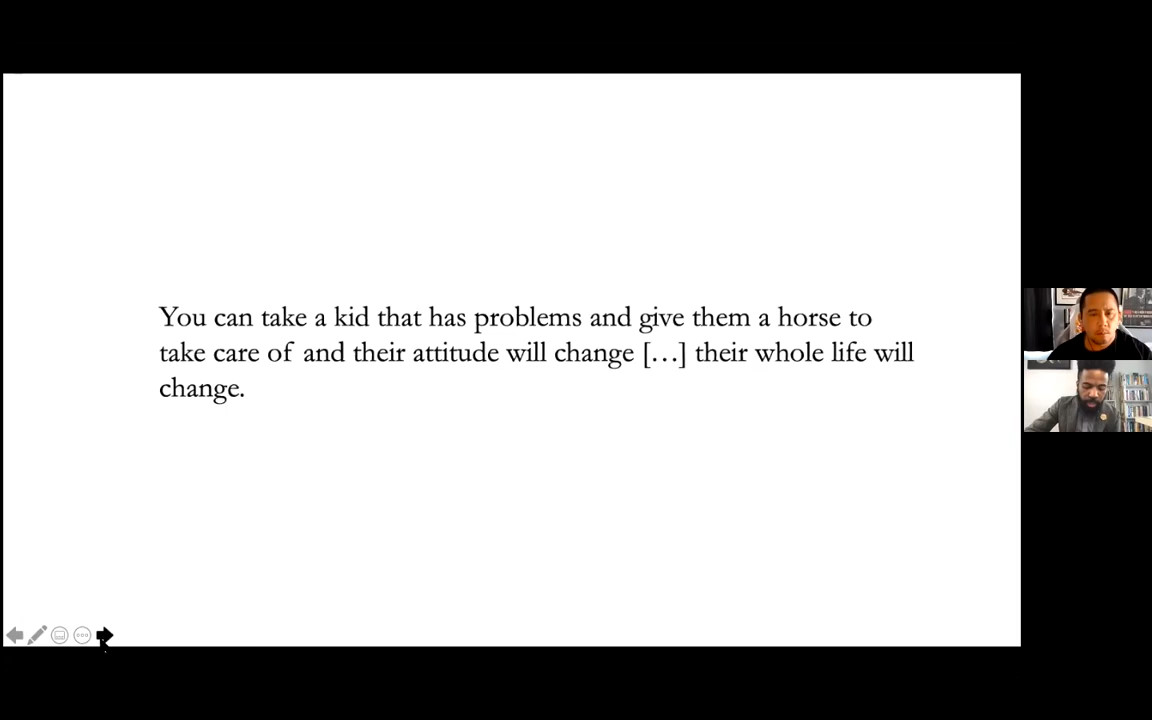 You can take a kid that has problems and give them a horse to
take care of and their attitude will change […] their whole life will
change.